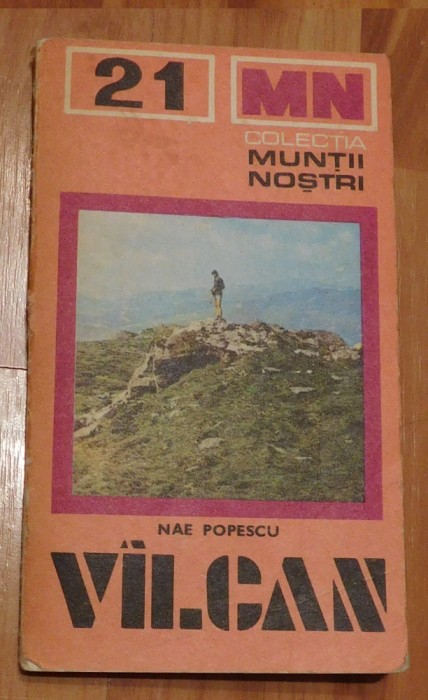 21 MN
COLECȚIA
MUNȚII
NOȘTRI
NAE POPESCU
VÎLCAN